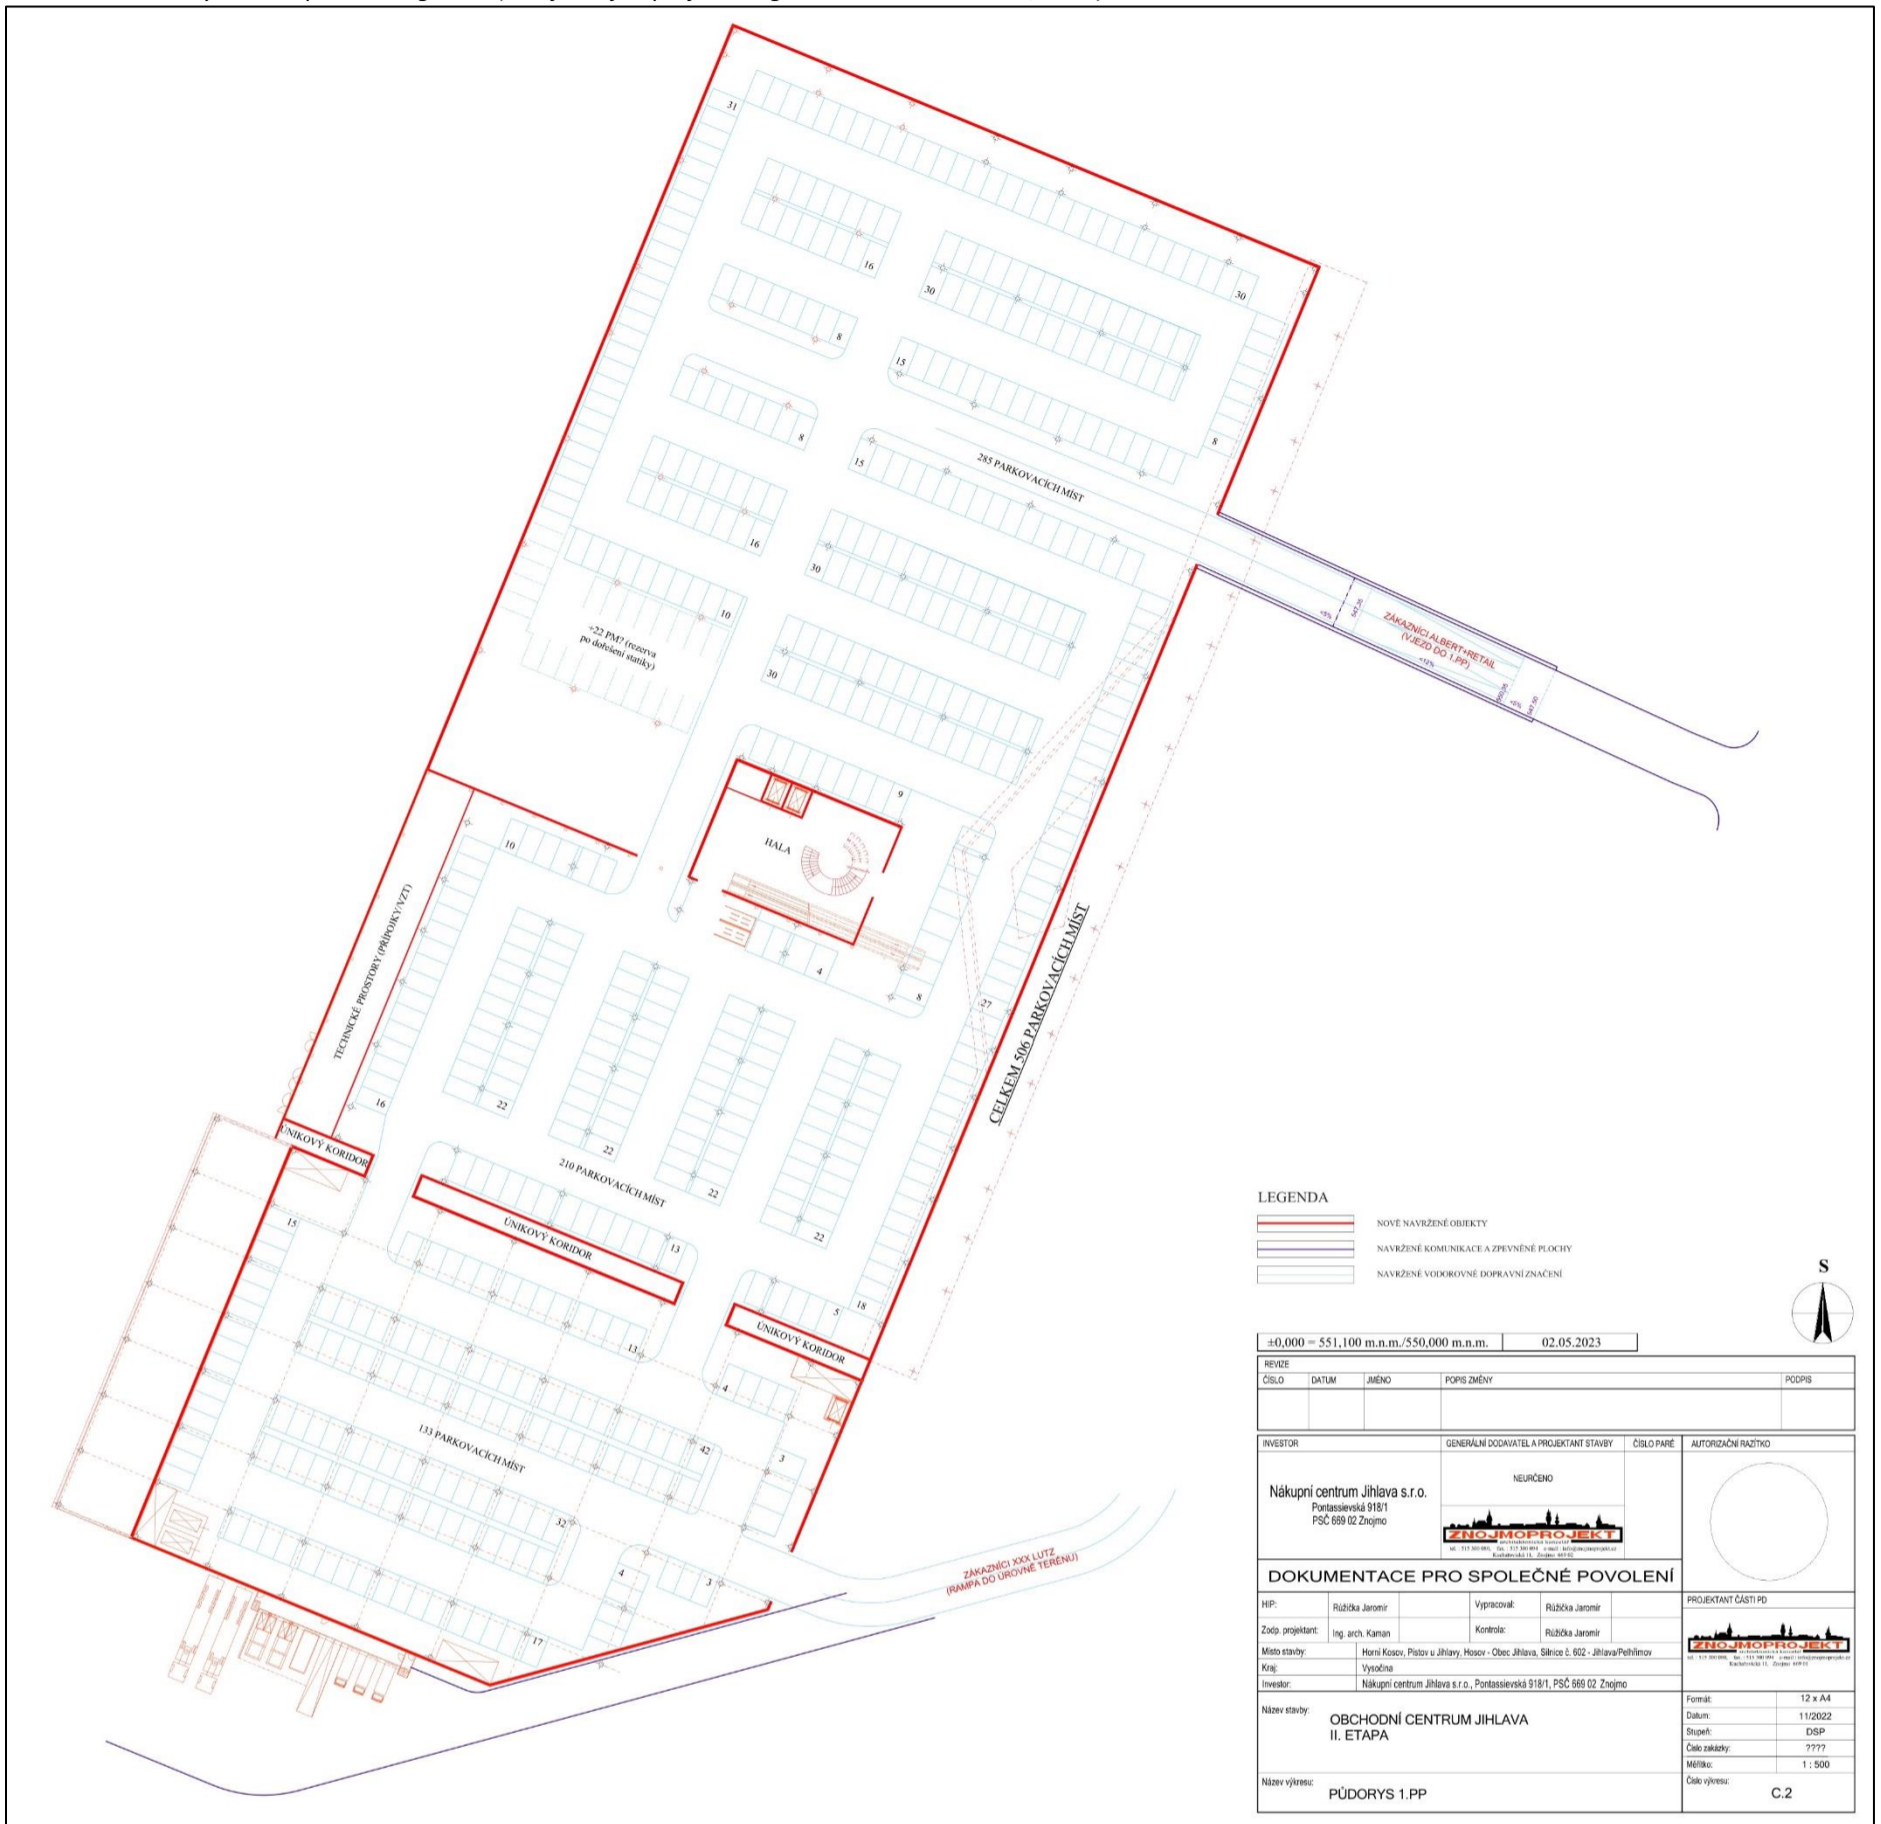 31
30
16
30
8
15
8
8
285 PARKOVACÍCH MÍST
15
16
30
10
+22 PM? (rezerva
po dořešení statiky)
30
547,35
ZÁKAZNÍCI ALBERT+RETAIL
(VJEZD DO 1.PP)
9
HALA
10
TECHNICKÉ PROSTORY (PŘÍPOJKY/VZT)
4
8
27
CELKEM 506 PARKOVACÍCH MÍST
16
22
22
22
22
ÚNIKOVÝ KORIDOR
210 PARKOVACÍCH MÍST
15
ÚNIKOVÝ KORIDOR
13
5
18
ÚNIKOVÝ KORIDOR
13
4
133 PARKOVACÍCH MÍST
42
3
32
4
3
17
ZÁKAZNÍCI XXX LUTZ
(RAMPA DO ÚROVNĚ TERÉNU)
LEGENDA
NOVĚ NAVRŽENÉ OBJEKTY
NAVRŽENÉ KOMUNIKACE A ZPEVNĚNÉ PLOCHY
NAVRŽENÉ VODOROVNÉ DOPRAVNÍ ZNAČENÍ
S
±0,000 = 551,100 m.n.m./550,000 m.n.m. 02.05.2023
REVIZE
ČÍSLO DATUM JMÉNO POPIS ZMĚNY PODPIS
INVESTOR GENERÁLNÍ DODAVATEL A PROJEKTANT STAVBY ČÍSLO PARÉ AUTORIZAČNÍ RAZÍTKO
NEURČENO
Nákupní centrum Jihlava s.r.o.
Pontassievská 918/1
PSČ 669 02 Znojmo
ZNOJMOPROJEKT
DOKUMENTACE PRO SPOLEČNÉ POVOLENÍ
HIP: Růžička Jaromír Vypracoval: Růžička Jaromír PROJEKTANT ČÁSTI PD
Zodp. projektant: Ing. arch. Kaman Kontrola: Růžička Jaromír
ZNOJMOPROJEKT
Místo stavby: Horní Kosov, Pístov u Jihlavy, Hosov - Obec Jihlava, Silnice č. 602 - Jihlava/Pelhřimov
Kraj: Vysočina
Investor: Nákupní centrum Jihlava s.r.o., Pontassievská 918/1, PSČ 669 02 Znojmo
Název stavby: OBCHODNÍ CENTRUM JIHLAVA
II. ETAPA
Formát: 12 x A4
Datum: 11/2022
Stupeň: DSP
Číslo zakázky: ????
Měřítko: 1 : 500
Název výkresu: PŮDORYS 1.PP
Číslo výkresu: C.2